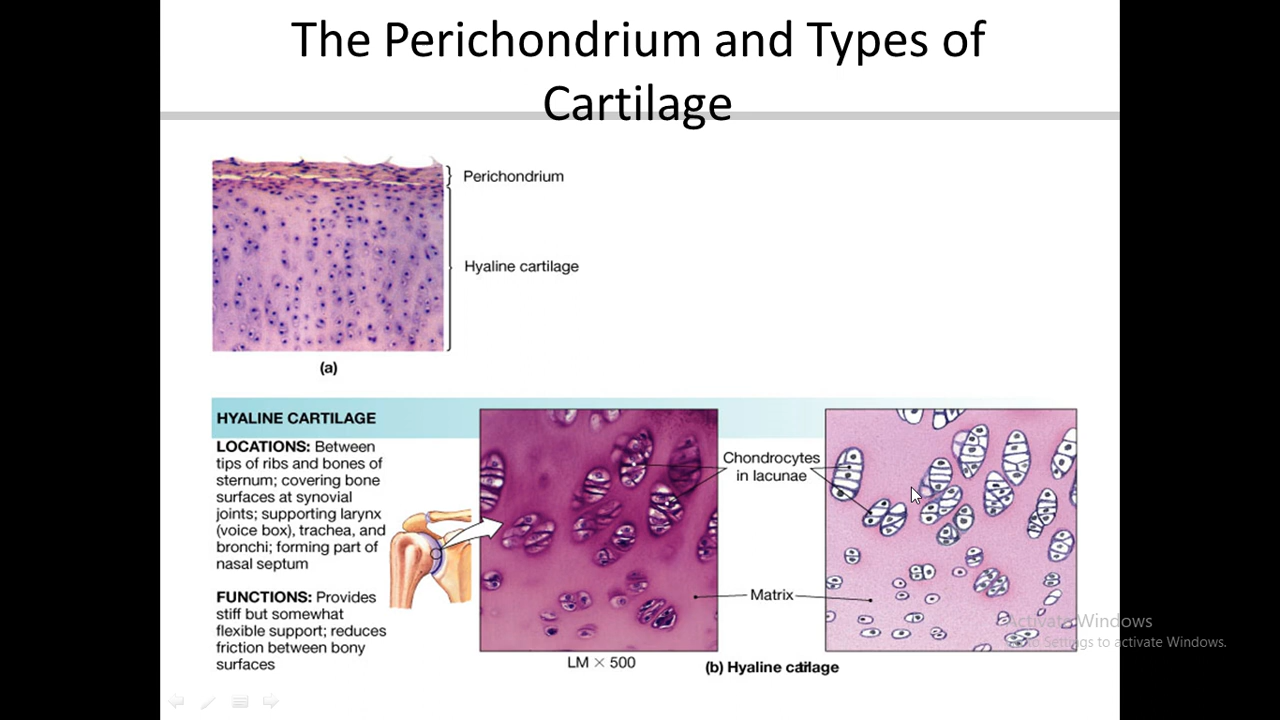 The Perichondrium and Types of
Cartilage
Perichondrium
Hyaline cartilage
(a)
HYALINE CARTILAGE
LOCATIONS: Between
tips of ribs and bones of
sternum; covering bone
surfaces at synovial
joints; supporting larynx
(voice box), trachea, and
bronchi; forming part of
nasal septum
FUNCTIONS: Provides
stiff but somewhat
flexible support; reduces
friction between bony
surfaces
Chondrocytes
in lacunae
Matrix
LM × 500
(b) Hyaline
Activate Windows
Go to Settings to activate Windows.